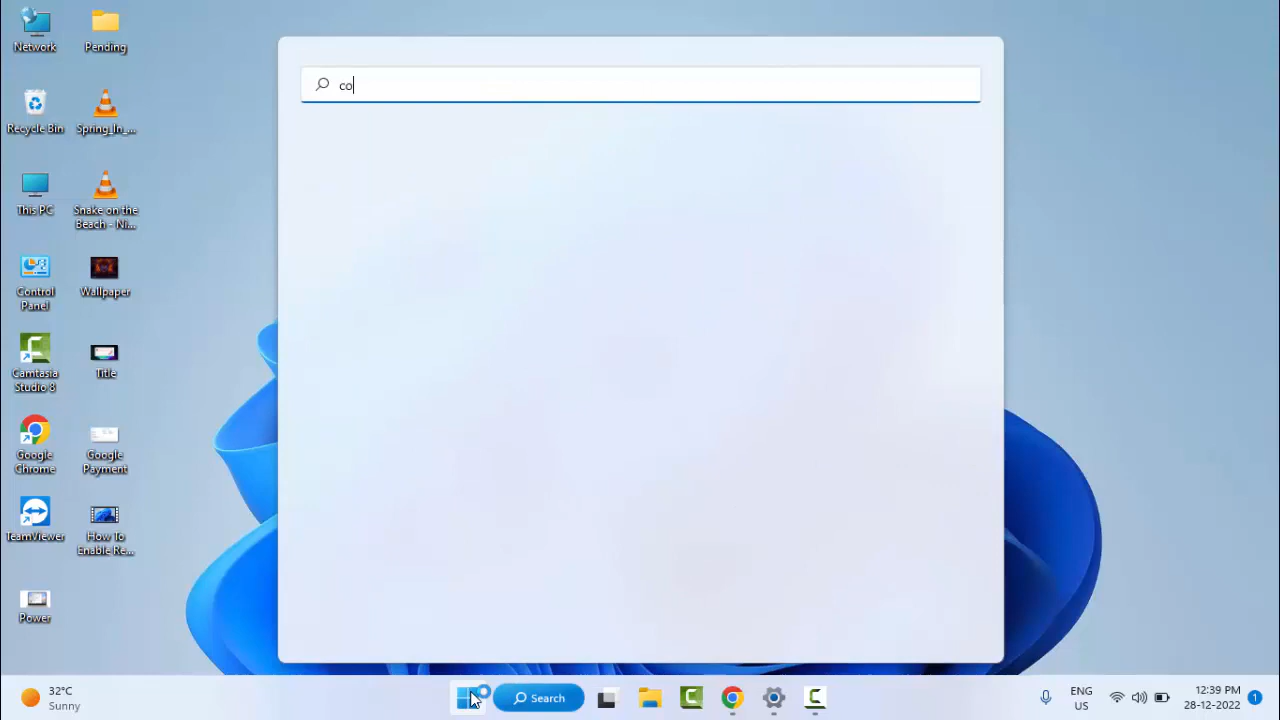 Network
Pending
co
Recycle Bin
Spring_In_...
This PC
Snake on the
Beach - Ni...
Control
Panel
Wallpaper
Camtasia
Studio 8
Title
Google
Chrome
Google
Payment
TeamViewer
How To
Enable Re...
Power
32°C
Sunny
Search
ENG
US
12:39 PM
28-12-2022
1